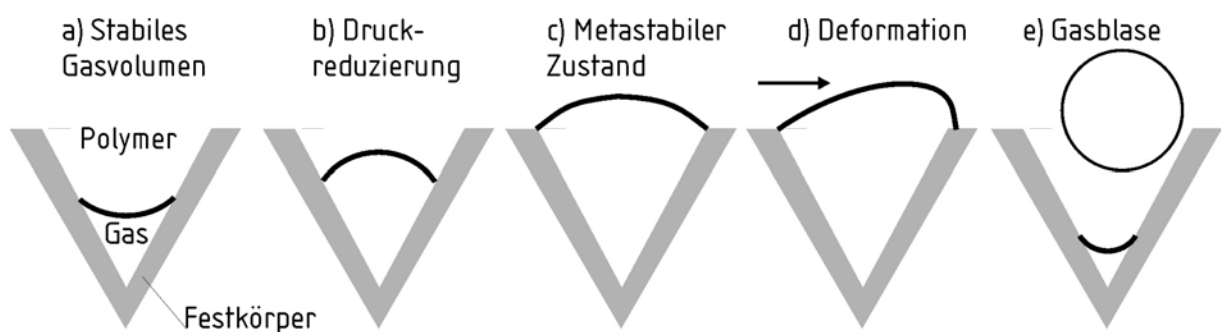 a) Stabiles
Gasvolumen
b) Druck-
reduzierung
c) Metastabiler
Zustand
d) Deformation
e) Gasblase
Polymer
Gas
Festkörper